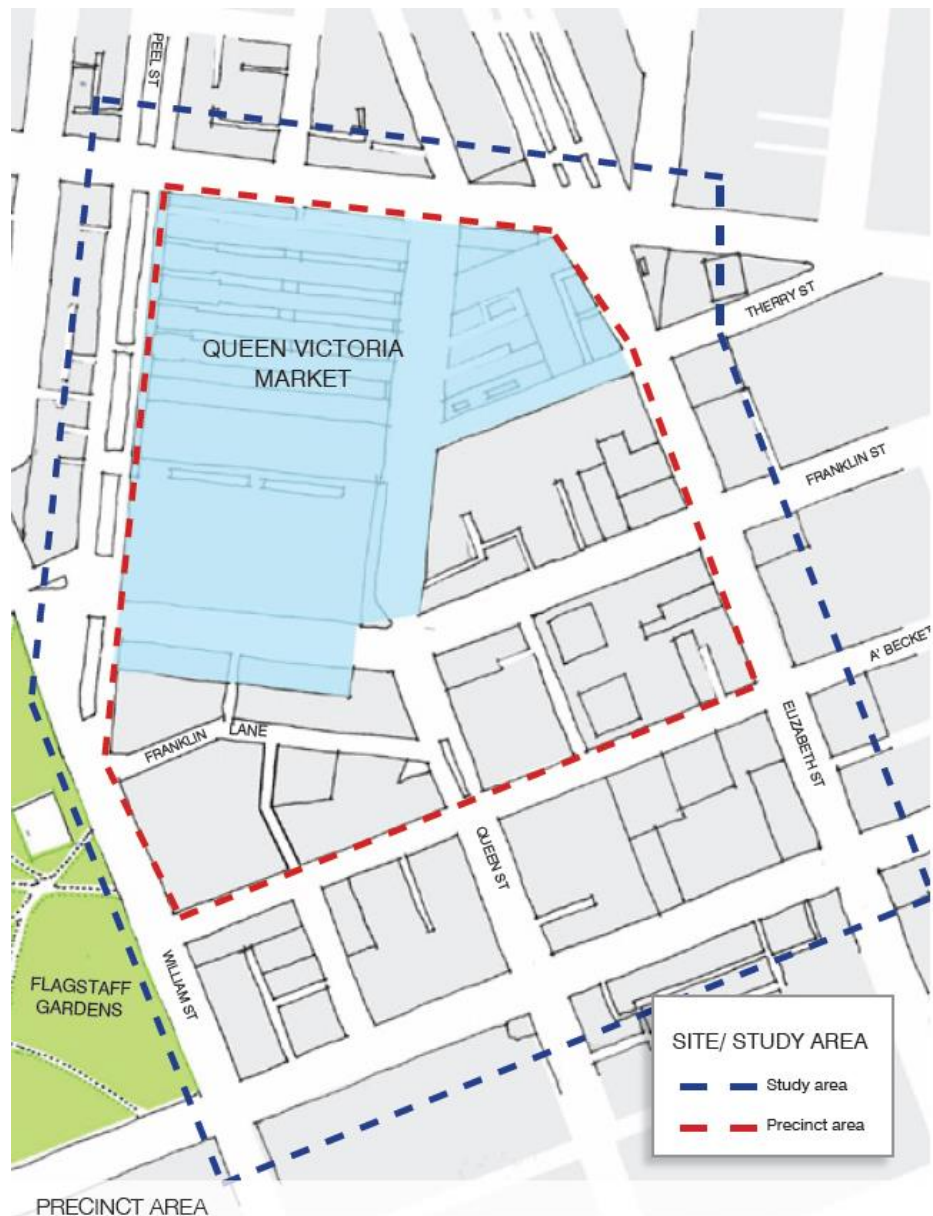 PEEL ST
QUEEN VICTORIA
MARKET
THERRY ST
FRANKLIN ST
A' BECKET
ELIZABETH ST
FRANKLIN LANE
QUEEN ST
WILLIAM ST
FLAGSTAFF
GARDENS
SITE/ STUDY AREA
Study area
Precinct area
PRECINCT AREA